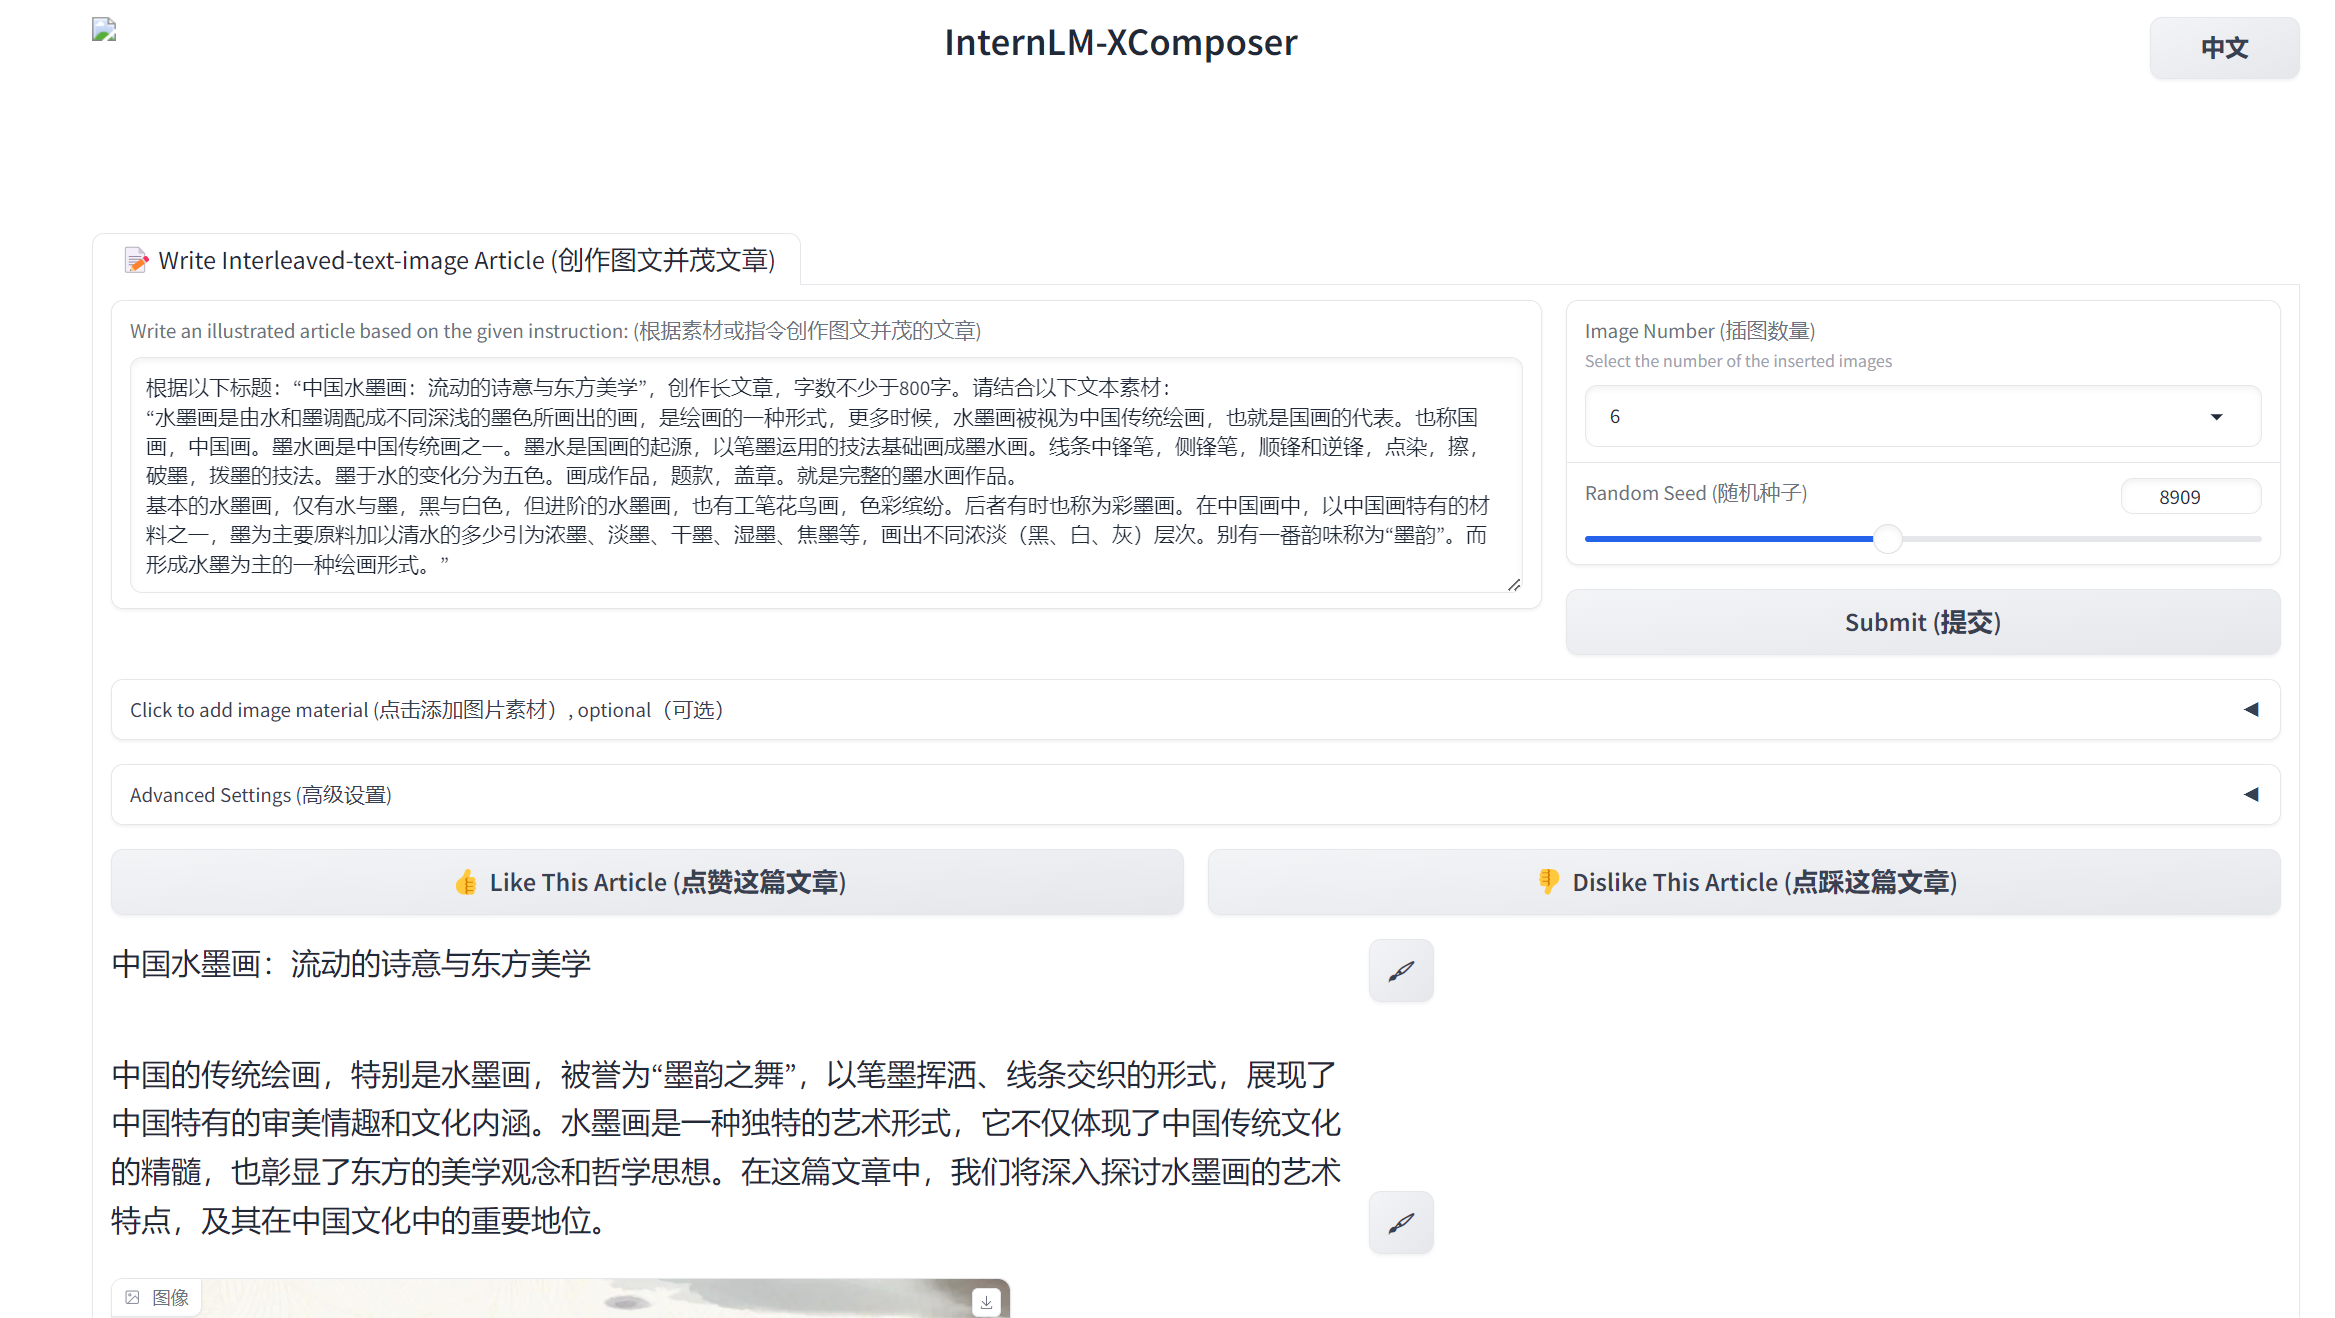 InternLM-XComposer
中文
📝 Write Interleaved-text-image Article (创作图文并茂文章)
Write an illustrated article based on the given instruction: (根据素材或指令创作图文并茂的文章)
根据以下标题：“中国水墨画：流动的诗意与东方美学”，创作长文章，字数不少于800字。请结合以下文本素材：
“水墨画是由水和墨调配成不同深浅的墨色所画出的画，是绘画的一种形式，更多时候，水墨画被视为中国传统绘画，也就是国画的代表。也称国
画，中国画。墨水画是中国传统画之一。墨水是国画的起源，以笔墨运用的技法基础画成墨水画。线条中锋笔，侧锋笔，顺锋和逆锋，点染，擦，
破墨，拨墨的技法。墨于水的变化分为五色。画成作品，题款，盖章。就是完整的墨水画作品。
基本的水墨画，仅有水与墨，黑与白色，但进阶的水墨画，也有工笔花鸟画，色彩缤纷。后者有时也称为彩墨画。在中国画中，以中国画特有的材
料之一，墨为主要原料加以清水的多少引为浓墨、淡墨、干墨、湿墨、焦墨等，画出不同浓淡（黑、白、灰）层次。别有一番韵味称为“墨韵”。而
形成水墨为主的一种绘画形式。”
Image Number (插图数量)
Select the number of the inserted images
6
Random Seed (随机种子)
8909
Submit (提交)
Click to add image material (点击添加图片素材）, optional（可选）
Advanced Settings (高级设置)
👍 Like This Article (点赞这篇文章)
👎 Dislike This Article (点踩这篇文章)
中国水墨画：流动的诗意与东方美学
中国的传统绘画，特别是水墨画，被誉为“墨韵之舞”，以笔墨挥洒、线条交织的形式，展现了
中国特有的审美情趣和文化内涵。水墨画是一种独特的艺术形式，它不仅体现了中国传统文化
的精髓，也彰显了东方的美学观念和哲学思想。在这篇文章中，我们将深入探讨水墨画的艺术
特点，及其在中国文化中的重要地位。
图像